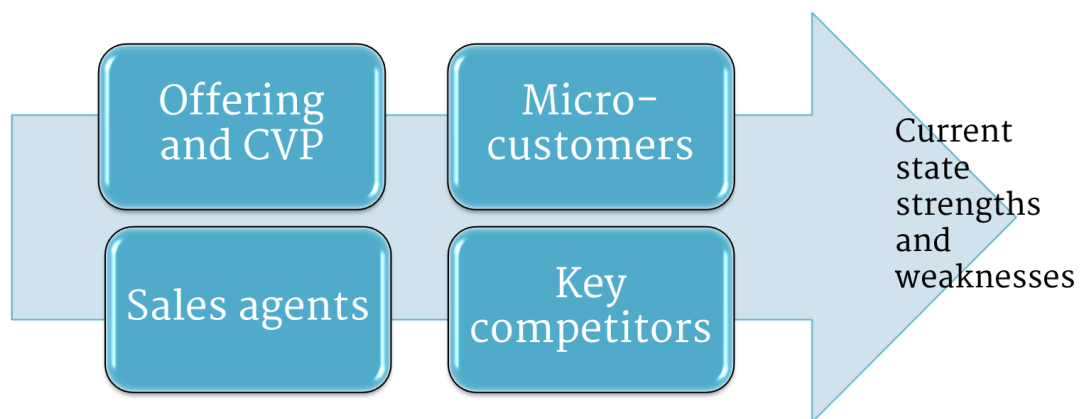 Offering
and CVP
Micro-
customers
Sales agents
Key
competitors
Current
state
strengths
and
weaknesses